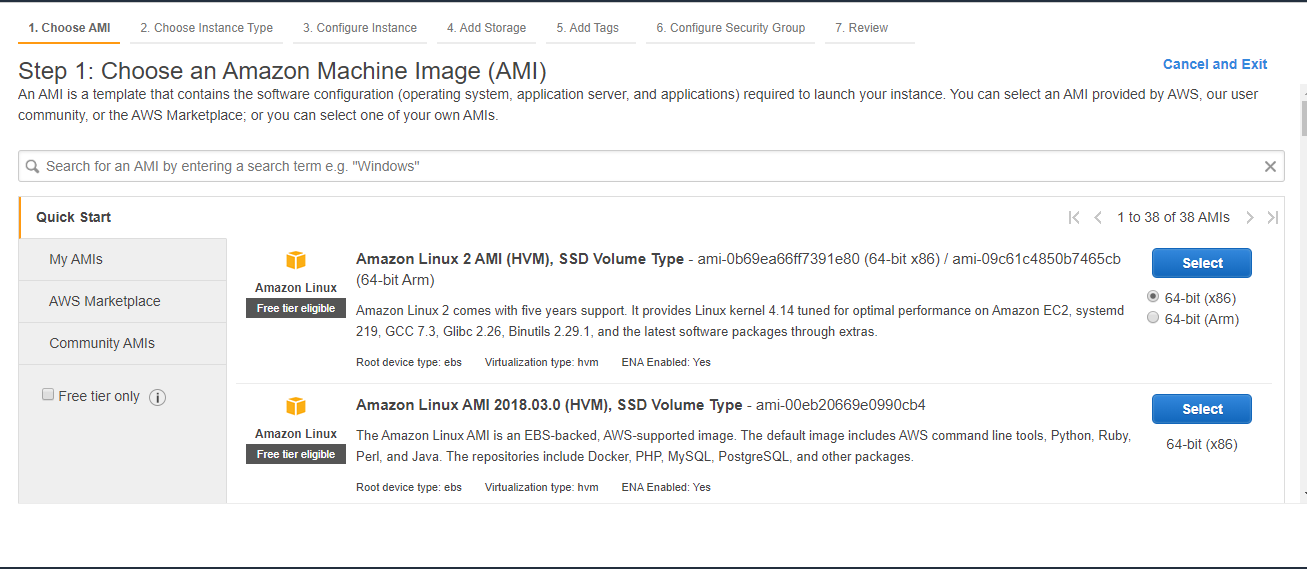 1. Choose AMI 2. Choose Instance Type 3. Configure Instance 4. Add Storage 5. Add Tags 6. Configure Security Group 7. Review
Step 1: Choose an Amazon Machine Image (AMI)
Cancel and Exit
An AMI is a template that contains the software configuration (operating system, application server, and applications) required to launch your instance. You can select an AMI provided by AWS, our user
community, or the AWS Marketplace; or you can select one of your own AMIs.
Search for an AMI by entering a search term e.g. "Windows"
Quick Start
1 to 38 of 38 AMIs
My AMIs
AWS Marketplace
Community AMIs
Free tier only
Amazon Linux
Free tier eligible
Amazon Linux 2 AMI (HVM), SSD Volume Type - ami-0b69ea66ff7391e80 (64-bit x86) / ami-09c61c4850b7465cb
(64-bit Arm)
Amazon Linux 2 comes with five years support. It provides Linux kernel 4.14 tuned for optimal performance on Amazon EC2, systemd
219, GCC 7.3, Glibc 2.26, Binutils 2.29.1, and the latest software packages through extras.
Root device type: ebs Virtualization type: hvm ENA Enabled: Yes
Select
64-bit (x86)
64-bit (Arm)
Amazon Linux
Free tier eligible
Amazon Linux AMI 2018.03.0 (HVM), SSD Volume Type - ami-00eb20669e0990cb4
The Amazon Linux AMI is an EBS-backed, AWS-supported image. The default image includes AWS command line tools, Python, Ruby,
Perl, and Java. The repositories include Docker, PHP, MySQL, PostgreSQL, and other packages.
Root device type: ebs Virtualization type: hvm ENA Enabled: Yes
Select
64-bit (x86)